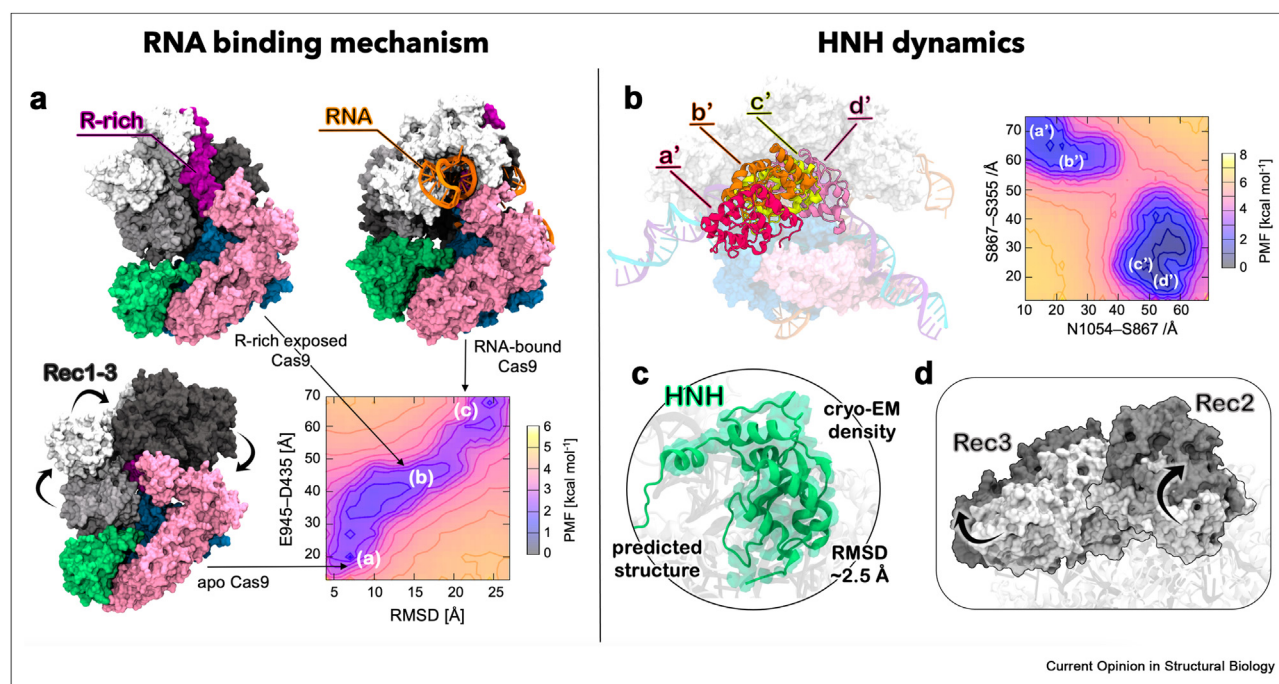 RNA binding mechanism
HNH dynamics
a
R-rich
RNA
R-rich exposed
Cas9
RNA-bound
Cas9
Rec1-3
apo Cas9
E945–D435 [Å]
70
60
50
40
30
20
(a)
(b)
(c)
5 10 15 20 25
RMSD [Å]
6
5
4
3
2
1
0
PMF [kcal mol⁻¹]
b
a'
b'
c'
d'
S867–S355 /Å
70
60
50
40
30
20
(a')
(b')
(c')
(d')
10 20 30 40 50 60
N1054–S867 /Å
8
6
4
2
0
PMF [kcal mol⁻¹]
c
HNH
cryo-EM
density
predicted
structure
RMSD
~2.5 Å
d
Rec3
Rec2
Current Opinion in Structural Biology